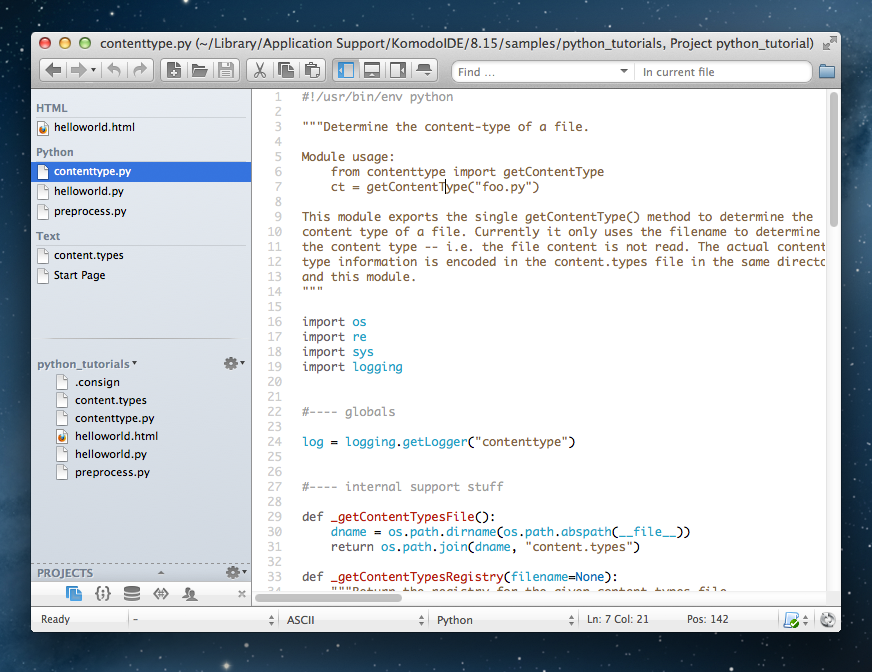 contenttype.py (~/Library/Application Support/KomodoIDE/8.15/samples/python_tutorials, Project python_tutorial)
Find ...
In current file
HTML
helloworld.html
Python
contenttype.py
helloworld.py
preprocess.py
Text
content.types
Start Page
python_tutorials
.consign
content.types
contenttype.py
helloworld.html
helloworld.py
preprocess.py
PROJECTS
1 #!/usr/bin/env python
2
3 """Determine the content-type of a file.
4
5 Module usage:
6     from contenttype import getContentType
7     ct = getContentType("foo.py")
8
9 This module exports the single getContentType() method to determine the
10 content type of a file. Currently it only uses the filename to determine
11 the content type -- i.e. the file content is not read. The actual content
12 type information is encoded in the content.types file in the same directo
13 and this module.
14 """
15
16 import os
17 import re
18 import sys
19 import logging
20
21
22 #---- globals
23
24 log = logging.getLogger("contenttype")
25
26
27 #---- internal support stuff
28
29 def _getContentTypesFile():
30     dname = os.path.dirname(os.path.abspath(__file__))
31     return os.path.join(dname, "content.types")
32
33 def _getContentTypesRegistry(filename=None):
34     """Return the registry for the given content.types file
Ready
-
ASCII
Python
Ln: 7 Col: 21
Pos: 142